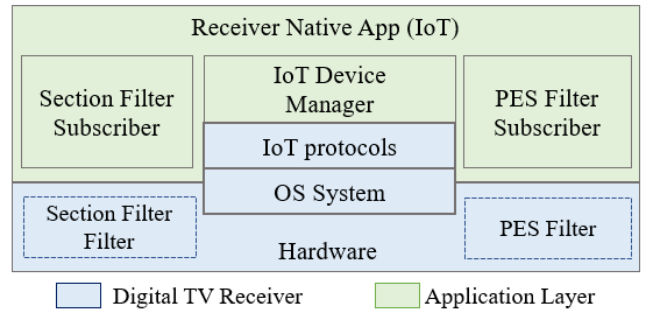 Receiver Native App (IoT)
Section Filter
Subscriber
IoT Device
Manager
PES Filter
Subscriber
IoT protocols
OS System
Section Filter
Filter
PES Filter
Hardware
Digital TV Receiver
Application Layer